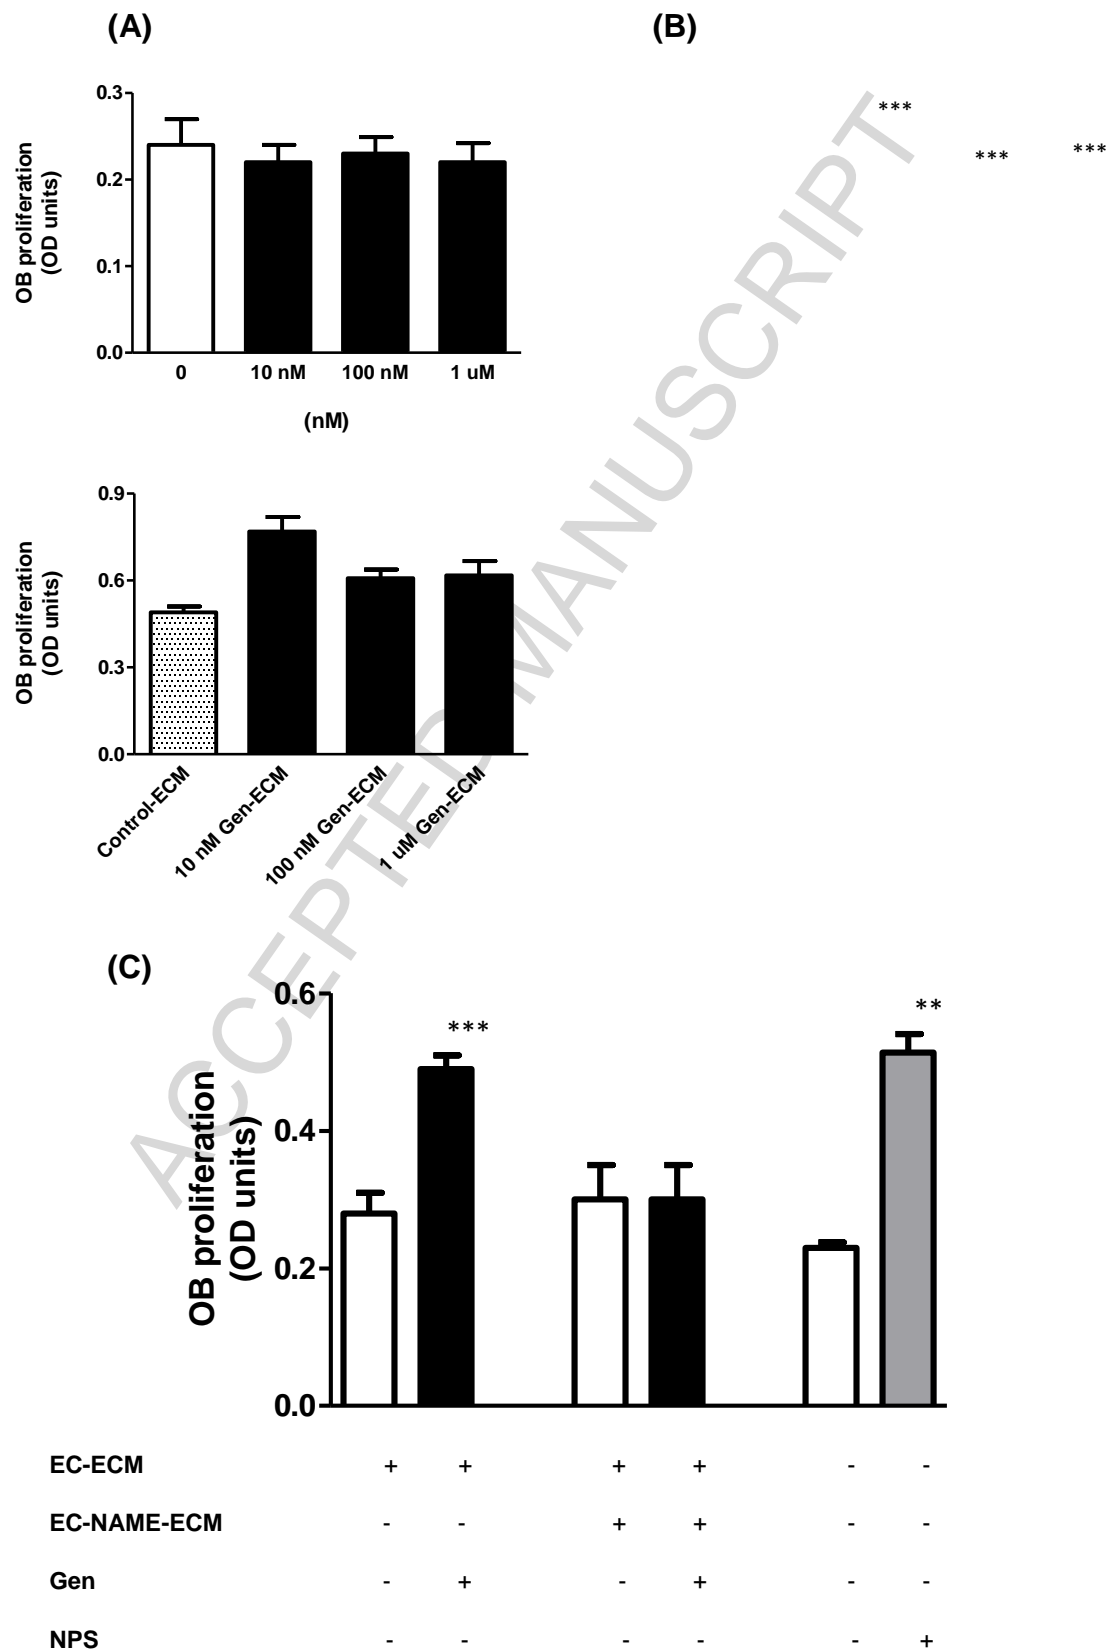 (A)
(B)
***
***
***
OB proliferation
(OD units)
0.3
0.2
0.1
0.0
0 10 nM 100 nM 1 uM
(nM)
OB proliferation
(OD units)
0.9
0.6
0.3
0.0
Control-ECM
10 nM Gen-ECM
100 nM Gen-ECM
1 uM Gen-ECM
ACCEPTED MANUSCRIPT
(C)
OB proliferation
(OD units)
0.6
0.4
0.2
0.0
***
**
EC-ECM + + + + - -
EC-NAME-ECM - - + + - -
Gen - + - + - -
NPS - - - - - +